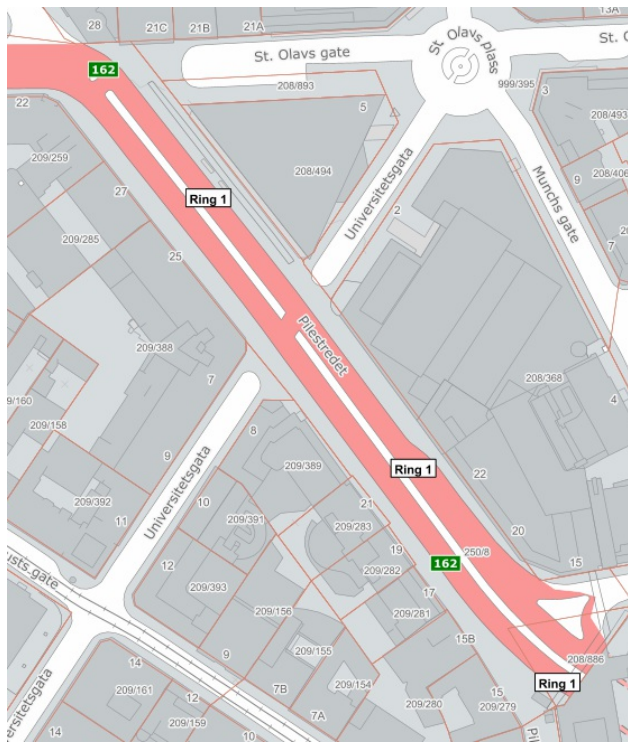 28
21C
21B
21A
13A
St. Olavs gate
St. Olavs plass
St. O
162
208/893
999/395
3
22
5
208/493
209/259
208/494
9
208/406
27
Ring 1
Universitetsgata
2
Munchs gate
7
209/285
25
Pilestredet
209/388
208/368
7
9/160
209/158
8
4
9
Ring 1
22
209/389
Universitetsgata
10
209/392
21
11
209/391
209/283
20
19
250/8
162
15
usts gate
12
209/282
209/393
17
209/156
209/281
15B
9
209/155
208/886
14
Ring 1
209/161
7B
209/154
15
12
209/280
209/279
versitetsgata
7A
14
209/159
10
Pil